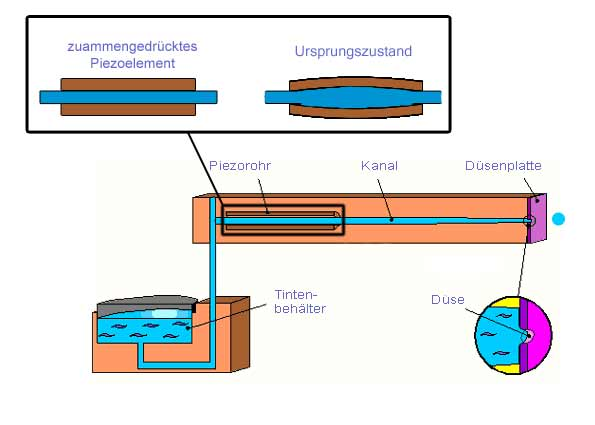 zuammengedrücktes
Piezoelement
Ursprungszustand
Piezorohr
Kanal
Düsenplatte
Tinten-
behälter
Düse